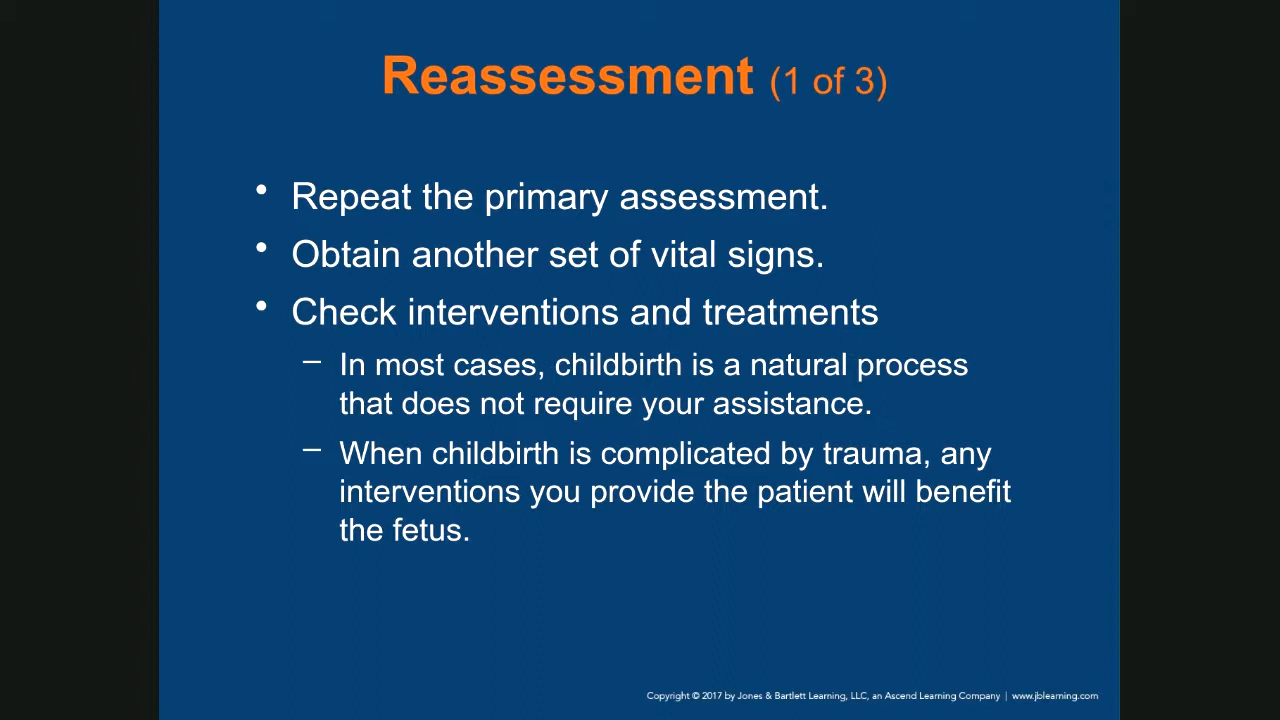 Reassessment (1 of 3)
• Repeat the primary assessment.
• Obtain another set of vital signs.
• Check interventions and treatments
– In most cases, childbirth is a natural process
that does not require your assistance.
– When childbirth is complicated by trauma, any
interventions you provide the patient will benefit
the fetus.
Copyright © 2017 by Jones & Bartlett Learning, LLC, an Ascend Learning Company | www.jblearning.com